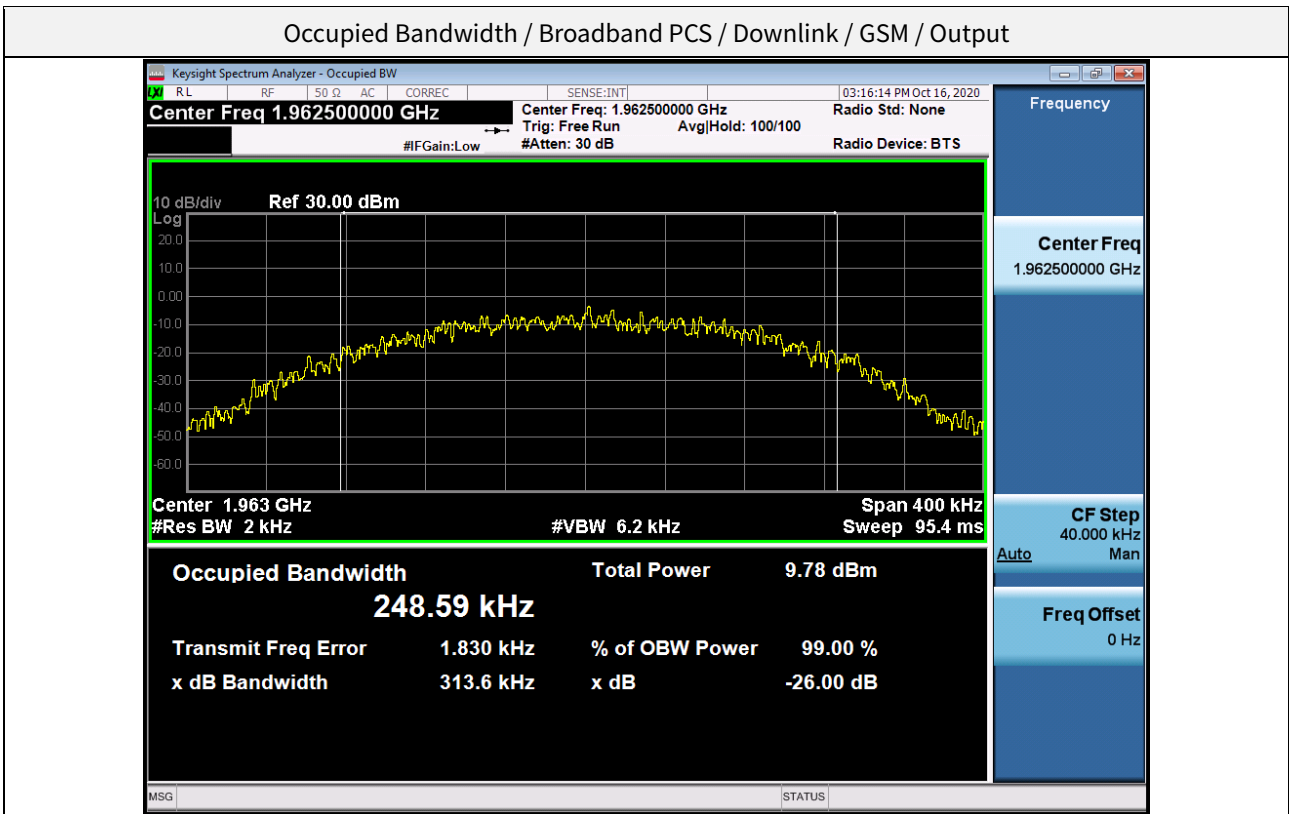 Occupied Bandwidth / Broadband PCS / Downlink / GSM / Output
Keysight Spectrum Analyzer - Occupied BW
LXI RL RF 50 Ω AC CORREC SENSE:INT 03:16:14 PM Oct 16, 2020
Center Freq 1.962500000 GHz Center Freq: 1.962500000 GHz Radio Std: None
Trig: Free Run Avg|Hold: 100/100
#IFGain:Low #Atten: 30 dB Radio Device: BTS
Frequency
10 dB/div Ref 30.00 dBm
Log
20.0
10.0
0.00
-10.0
-20.0
-30.0
-40.0
-50.0
-60.0
Center 1.963 GHz Span 400 kHz
#Res BW 2 kHz #VBW 6.2 kHz Sweep 95.4 ms
Center Freq
1.962500000 GHz
CF Step
40.000 kHz
Auto Man
Freq Offset
0 Hz
Occupied Bandwidth Total Power 9.78 dBm
248.59 kHz
Transmit Freq Error 1.830 kHz % of OBW Power 99.00 %
x dB Bandwidth 313.6 kHz x dB -26.00 dB
MSG STATUS